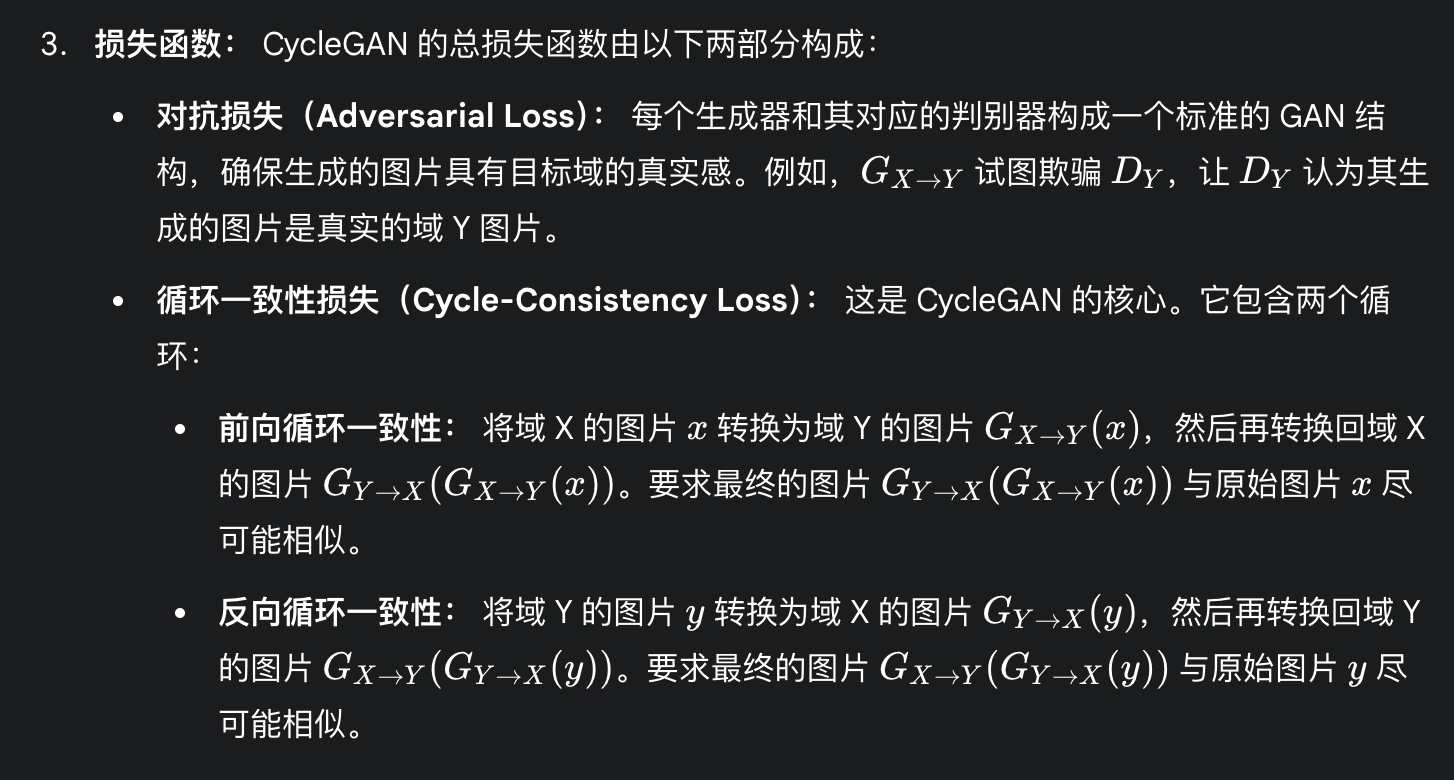 3. 损失函数： CycleGAN 的总损失函数由以下两部分构成：
• 对抗损失（Adversarial Loss）： 每个生成器和其对应的判别器构成一个标准的 GAN 结
构，确保生成的图片具有目标域的真实感。例如，$G_{X \to Y}$ 试图欺骗 $D_Y$，让 $D_Y$ 认为其生
成的图片是真实的域 Y 图片。
• 循环一致性损失（Cycle-Consistency Loss）： 这是 CycleGAN 的核心。它包含两个循
环：
• 前向循环一致性： 将域 X 的图片 $x$ 转换为域 Y 的图片 $G_{X \to Y}(x)$，然后再转换回域 X
的图片 $G_{Y \to X}(G_{X \to Y}(x))$。要求最终的图片 $G_{Y \to X}(G_{X \to Y}(x))$ 与原始图片 $x$ 尽
可能相似。
• 反向循环一致性： 将域 Y 的图片 $y$ 转换为域 X 的图片 $G_{Y \to X}(y)$，然后再转换回域 Y
的图片 $G_{X \to Y}(G_{Y \to X}(y))$。要求最终的图片 $G_{X \to Y}(G_{Y \to X}(y))$ 与原始图片 $y$ 尽
可能相似。